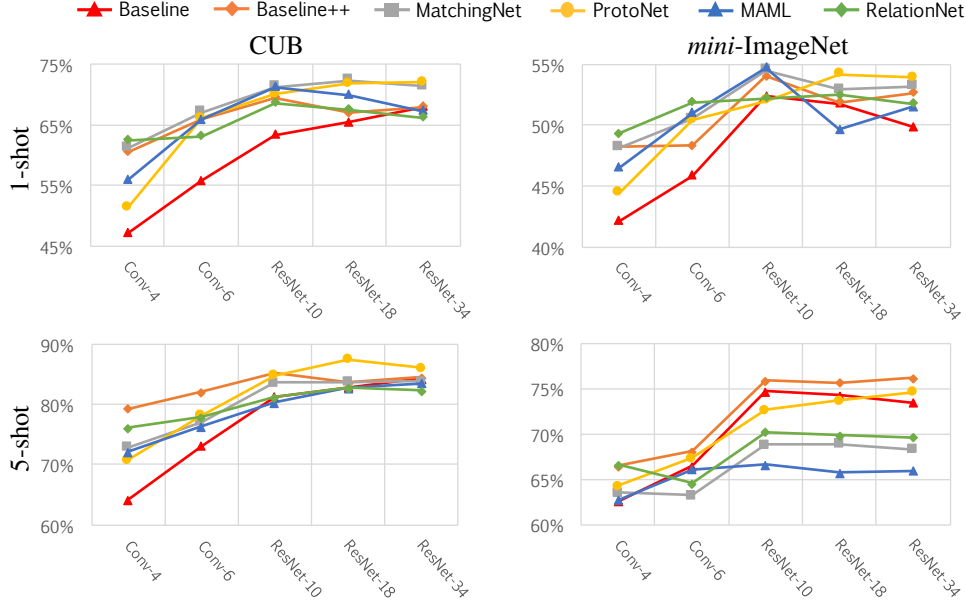 Baseline Baseline++ MatchingNet ProtoNet MAML RelationNet
CUB
mini-ImageNet
1-shot
75%
65%
55%
45%
Conv-4 Conv-6 ResNet-10 ResNet-18 ResNet-34
55%
50%
45%
40%
Conv-4 Conv-6 ResNet-10 ResNet-18 ResNet-34
5-shot
90%
80%
70%
60%
Conv-4 Conv-6 ResNet-10 ResNet-18 ResNet-34
80%
75%
70%
65%
60%
Conv-4 Conv-6 ResNet-10 ResNet-18 ResNet-34